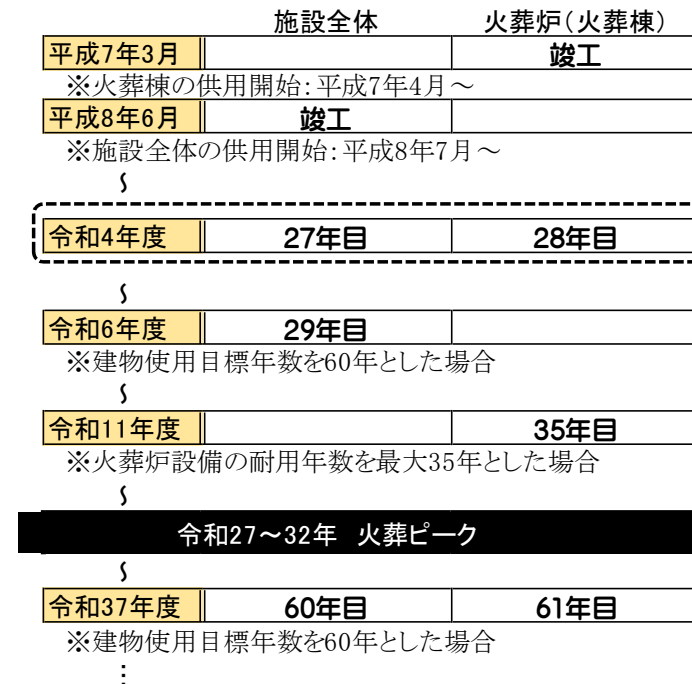 施設全体 火葬炉（火葬棟）
平成7年3月 竣工
※火葬棟の供用開始：平成7年4月～
平成8年6月 竣工
※施設全体の供用開始：平成8年7月～
～
令和4年度 27年目 28年目
～
令和6年度 29年目
※建物使用目標年数を60年とした場合
～
令和11年度 35年目
※火葬炉設備の耐用年数を最大35年とした場合
～
令和27～32年 火葬ピーク
～
令和37年度 60年目 61年目
※建物使用目標年数を60年とした場合
⋮